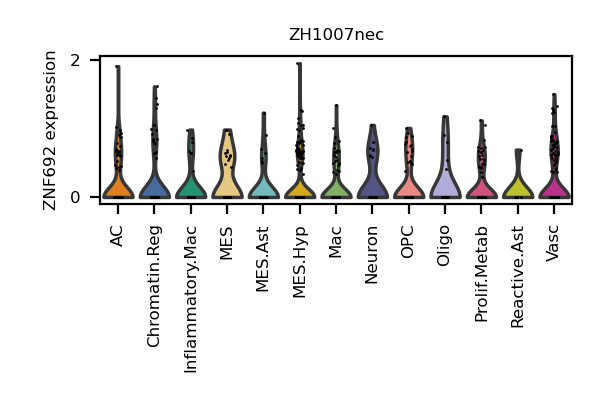 ZH1007nec
ZNF692 expression
2
0
AC
Chromatin.Reg
Inflammatory.Mac
MES
MES.Ast
MES.Hyp
Mac
Neuron
OPC
Oligo
Prolif.Metab
Reactive.Ast
Vasc